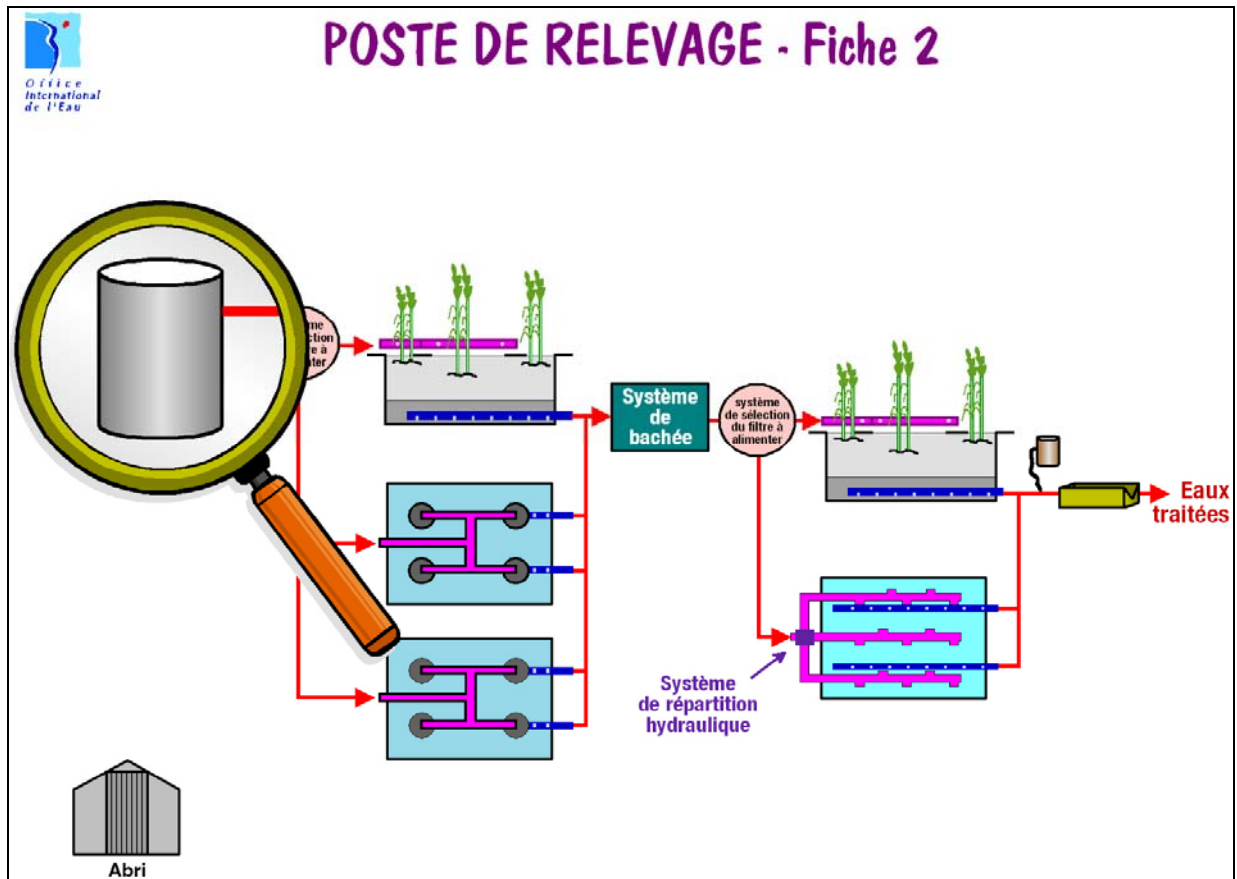 POSTE DE RELEVAGE - Fiche 2
Office
International
de l'Eau
Système
de
bachée
système
de sélection
du filtre à
alimenter
Eaux
traitées
Système
de répartition
hydraulique
Abri